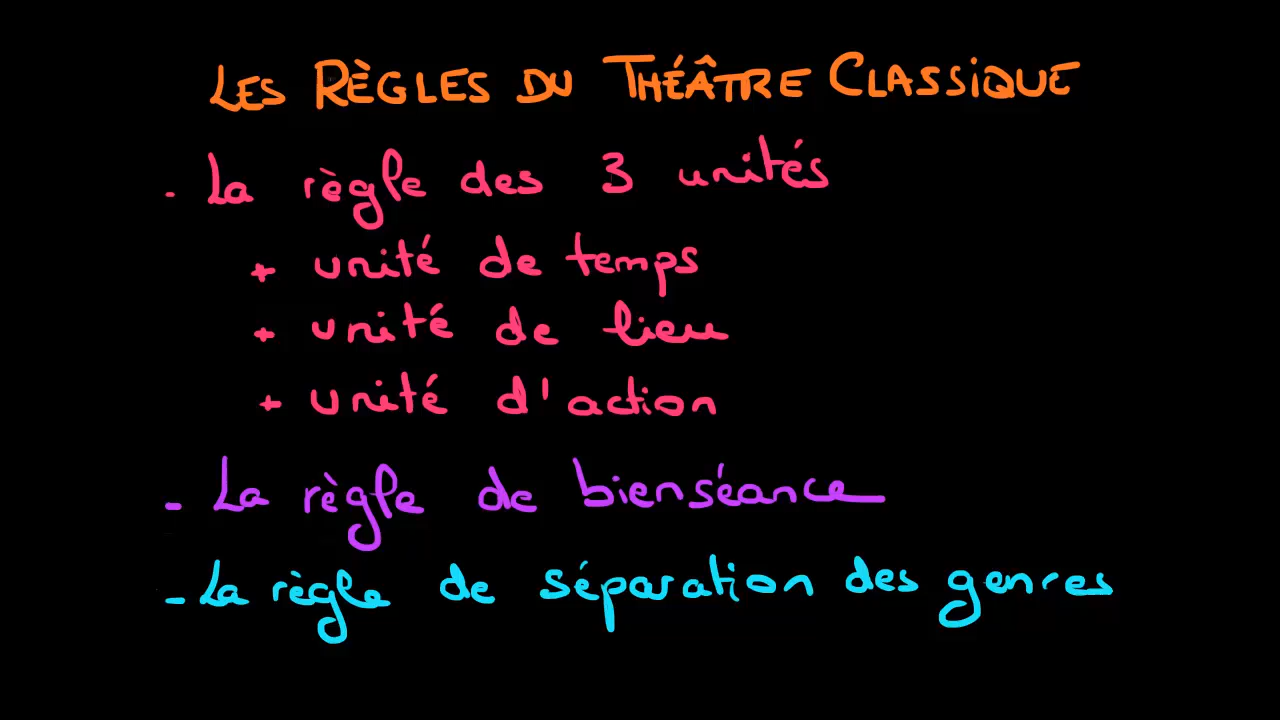 LES RÈGLES DU THÉÂTRE CLASSIQUE
- La règle des 3 unités
+ unité de temps
+ unité de lieu
+ unité d'action
- La règle de bienséance
- La règle de séparation des genres